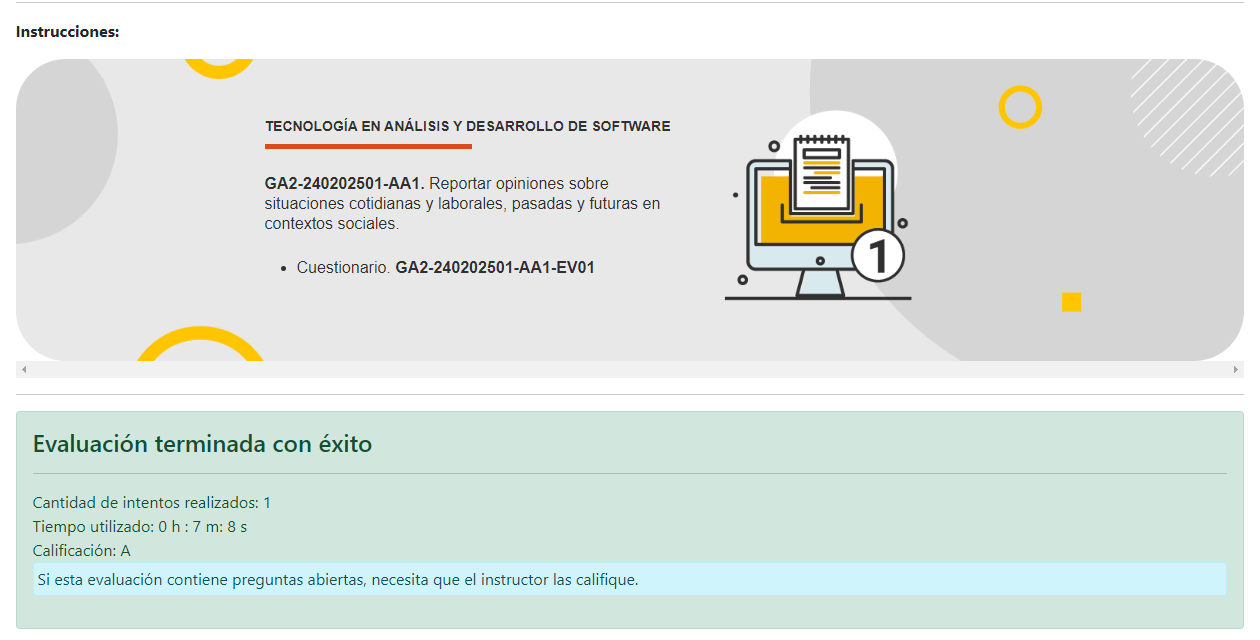 Instrucciones:
TECNOLOGÍA EN ANÁLISIS Y DESARROLLO DE SOFTWARE
GA2-240202501-AA1. Reportar opiniones sobre
situaciones cotidianas y laborales, pasadas y futuras en
contextos sociales.
• Cuestionario. GA2-240202501-AA1-EV01
1
Evaluación terminada con éxito
Cantidad de intentos realizados: 1
Tiempo utilizado: 0 h : 7 m: 8 s
Calificación: A
Si esta evaluación contiene preguntas abiertas, necesita que el instructor las califique.